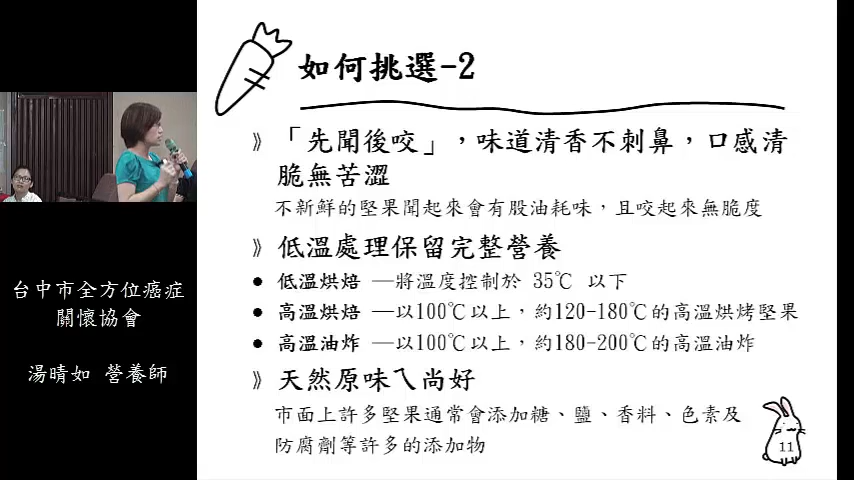 如何挑選-2
》「先聞後咬」，味道清香不刺鼻，口感清
脆無苦澀
不新鮮的堅果聞起來會有股油耗味，且咬起來無脆度
》低溫處理保留完整營養
● 低溫烘焙 —將溫度控制於 35℃ 以下
● 高溫烘焙 —以100℃以上，約120-180℃的高溫烘烤堅果
● 高溫油炸 —以100℃以上，約180-200℃的高溫油炸
》天然原味ㄟ尚好
市面上許多堅果通常會添加糖、鹽、香料、色素及
防腐劑等許多的添加物
11
台中市全方位癌症
關懷協會
湯晴如 營養師